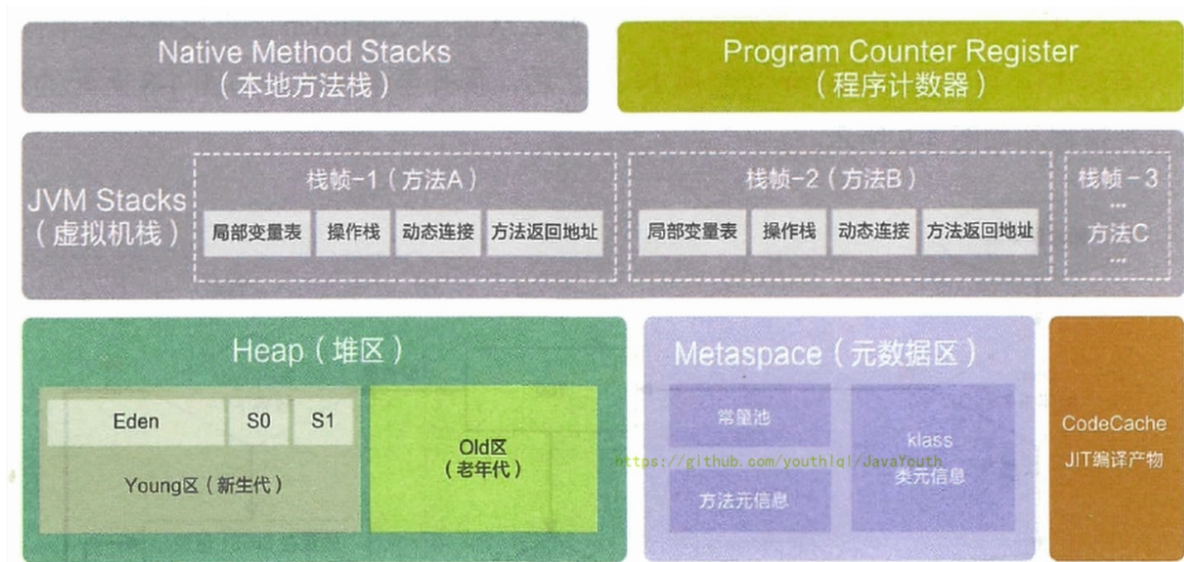 Native Method Stacks
（本地方法栈）
Program Counter Register
（程序计数器）
JVM Stacks
（虚拟机栈）
栈帧-1（方法A）
局部变量表 操作栈 动态连接 方法返回地址
栈帧-2（方法B）
局部变量表 操作栈 动态连接 方法返回地址
栈帧-3
...
方法C
...
Heap（堆区）
Eden S0 S1
Young区（新生代）
Old区
（老年代）
Metaspace（元数据区）
常量池
方法元信息
klass
类元信息
https://github.com/youthlql/JavaYouth
CodeCache
JIT编译产物